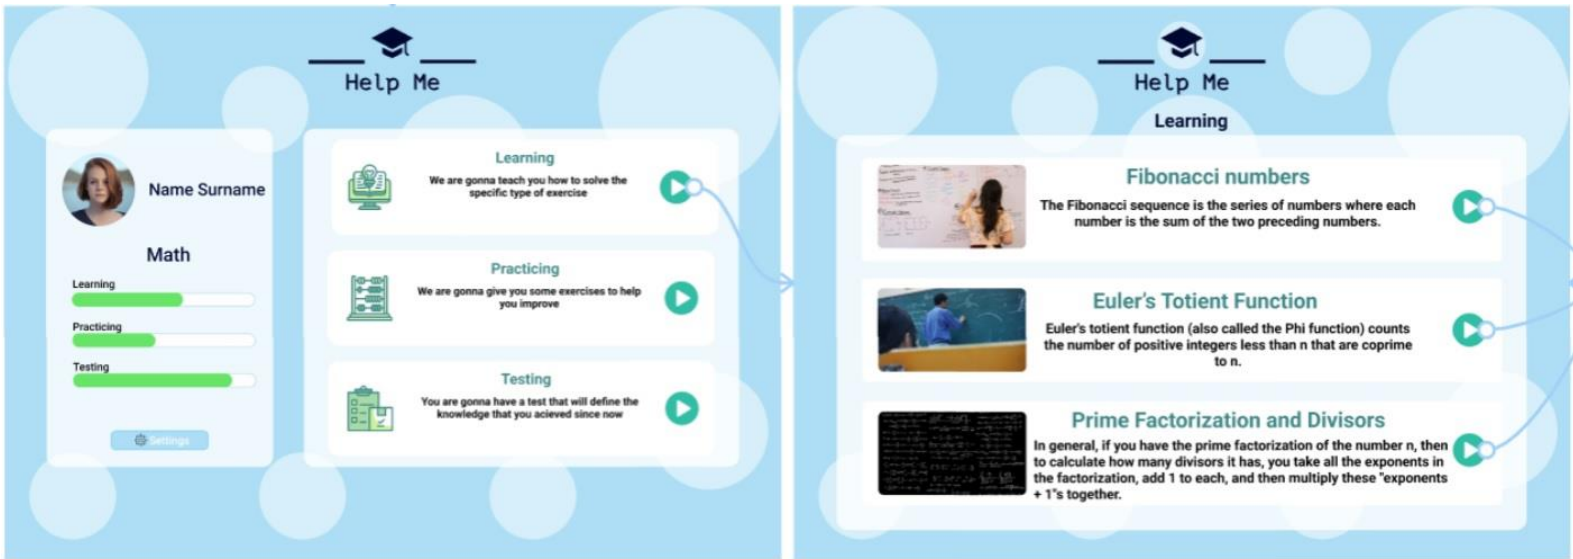 Help Me
Name Surname
Math
Learning
Practicing
Testing
Settings
Learning
We are gonna teach you how to solve the
specific type of exercise
Practicing
We are gonna give you some exercises to help
you improve
Testing
You are gonna have a test that will define the
knowledge that you acieved since now
Help Me
Learning
Fibonacci numbers
The Fibonacci sequence is the series of numbers where each
number is the sum of the two preceding numbers.
Euler's Totient Function
Euler's totient function (also called the Phi function) counts
the number of positive integers less than n that are coprime
to n.
Prime Factorization and Divisors
In general, if you have the prime factorization of the number n, then
to calculate how many divisors it has, you take all the exponents in
the factorization, add 1 to each, and then multiply these "exponents
+ 1"s together.